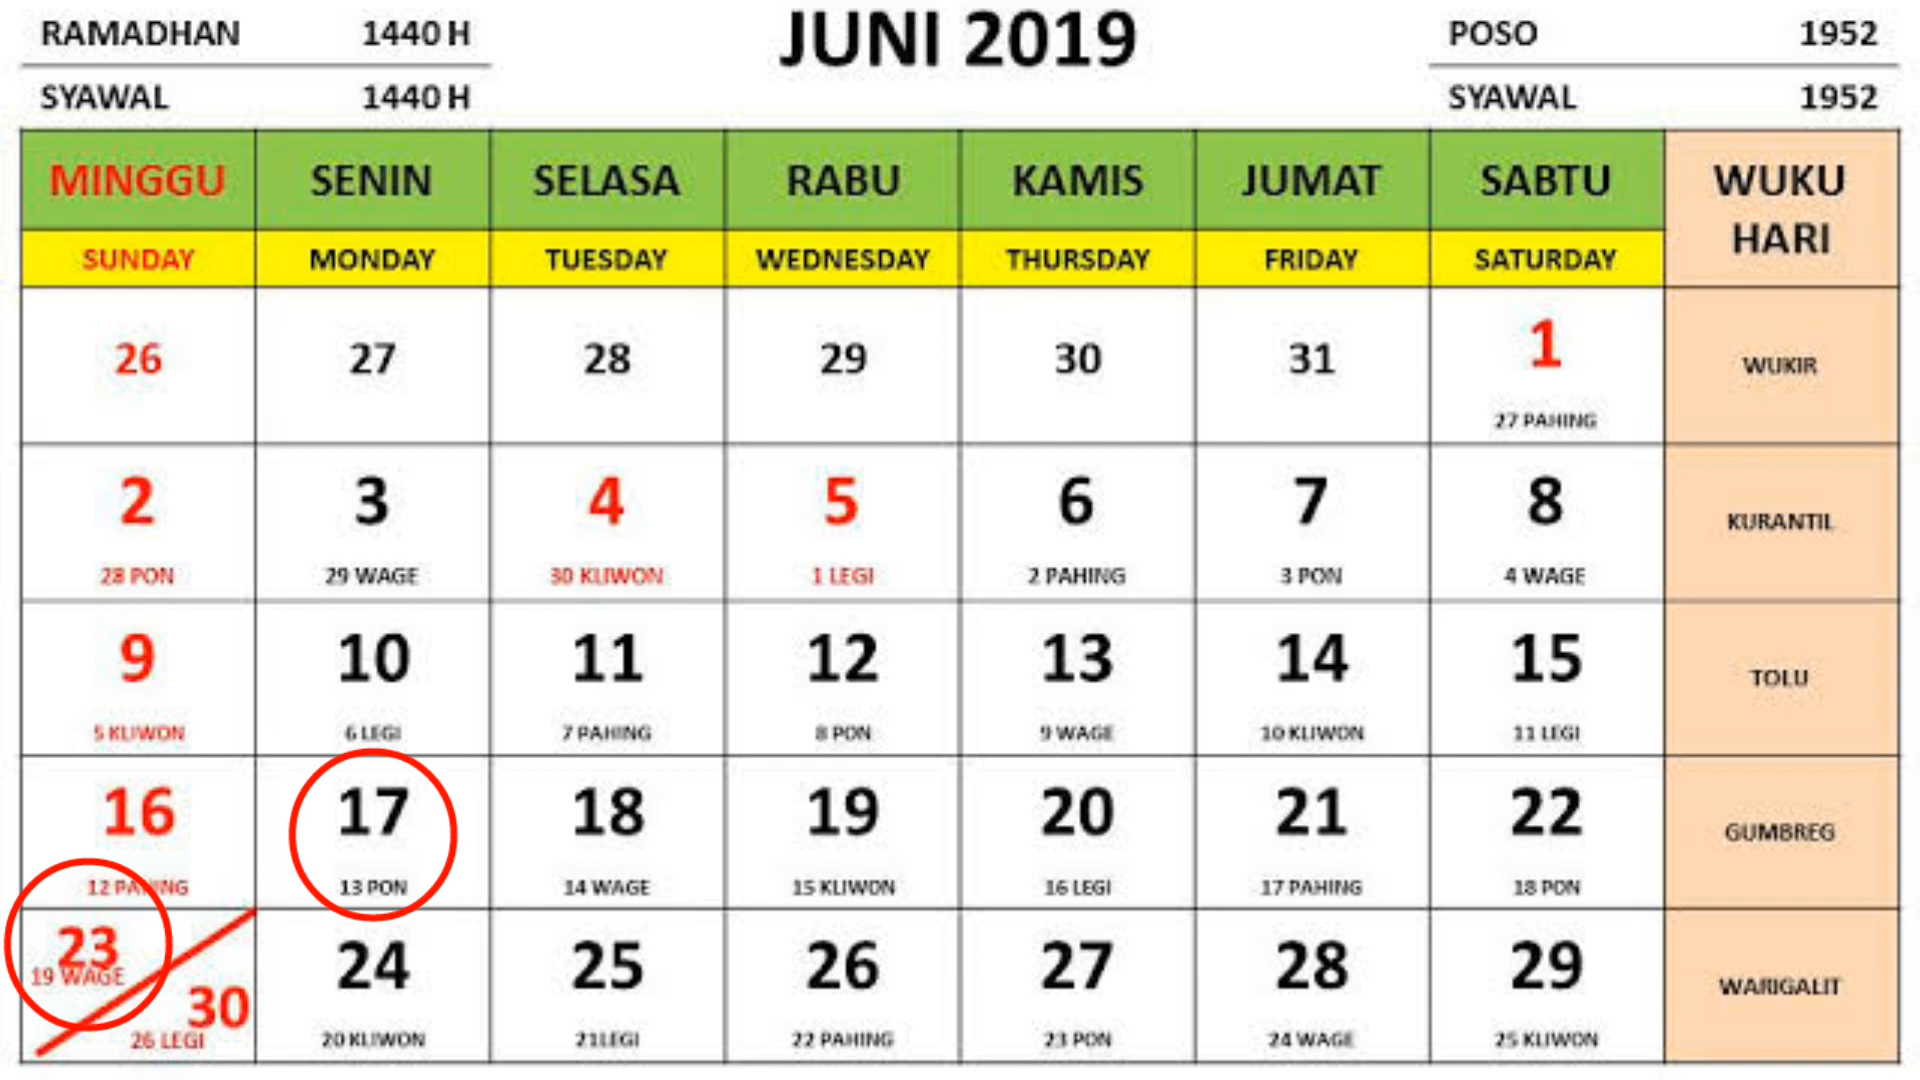 RAMADHAN 1440 H
SYAWAL 1440 H
JUNI 2019
POSO 1952
SYAWAL 1952
MINGGU SENIN SELASA RABU KAMIS JUMAT SABTU WUKU HARI
SUNDAY MONDAY TUESDAY WEDNESDAY THURSDAY FRIDAY SATURDAY
26 27 28 29 30 31 1 WUKIR
27 PAHING
2 3 4 5 6 7 8 KURANTIL
28 PON 29 WAGE 30 KLIWON 1 LEGI 2 PAHING 3 PON 4 WAGE
9 10 11 12 13 14 15 TOLU
5 KLIWON 6 LEGI 7 PAHING 8 PON 9 WAGE 10 KLIWON 11 LEGI
16 17 18 19 20 21 22 GUMBREG
12 PAHING 13 PON 14 WAGE 15 KLIWON 16 LEGI 17 PAHING 18 PON
23 24 25 26 27 28 29 WARIGALIT
19 WAGE
30
26 LEGI 20 KLIWON 21LEGI 22 PAHING 23 PON 24 WAGE 25 KLIWON